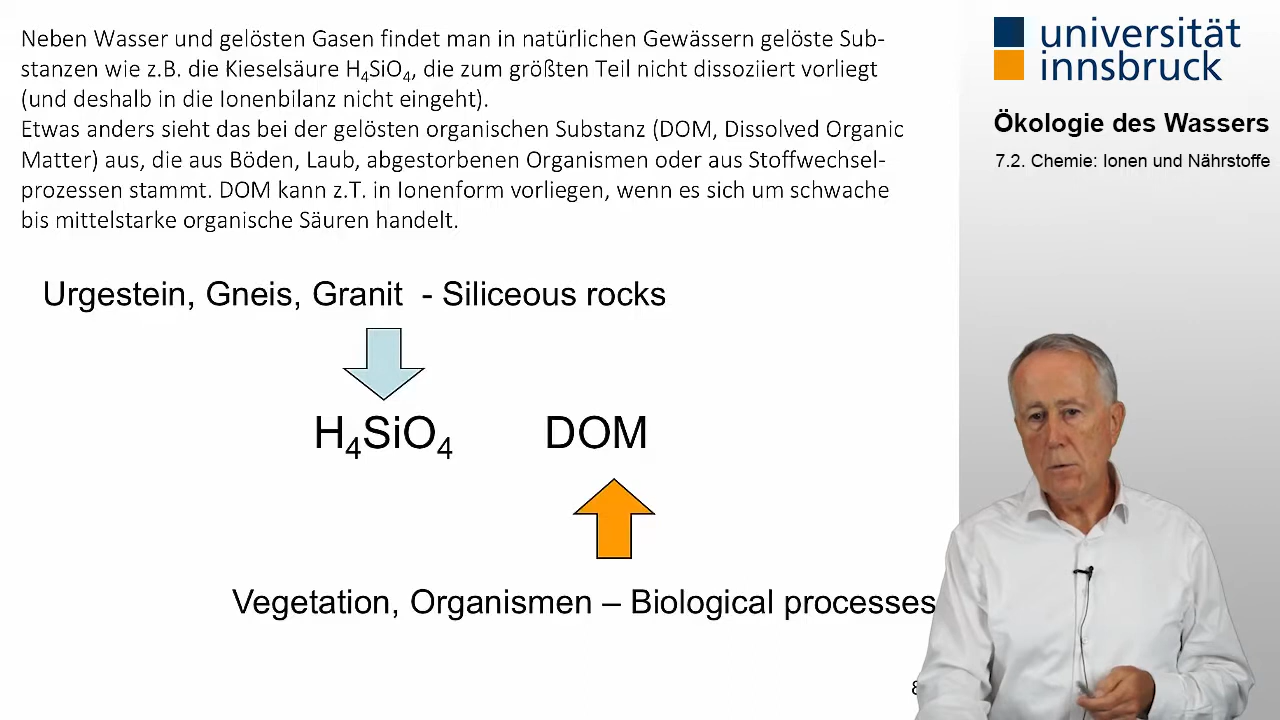 Neben Wasser und gelösten Gasen findet man in natürlichen Gewässern gelöste Sub-
stanzen wie z.B. die Kieselsäure H₄SiO₄, die zum größten Teil nicht dissoziiert vorliegt
(und deshalb in die Ionenbilanz nicht eingeht).
Etwas anders sieht das bei der gelösten organischen Substanz (DOM, Dissolved Organic
Matter) aus, die aus Böden, Laub, abgestorbenen Organismen oder aus Stoffwechsel-
prozessen stammt. DOM kann z.T. in Ionenform vorliegen, wenn es sich um schwache
bis mittelstarke organische Säuren handelt.
Urgestein, Gneis, Granit - Siliceous rocks
H₄SiO₄ DOM
Vegetation, Organismen – Biological processes
universität
innsbruck
Ökologie des Wassers
7.2. Chemie: Ionen und Nährstoffe